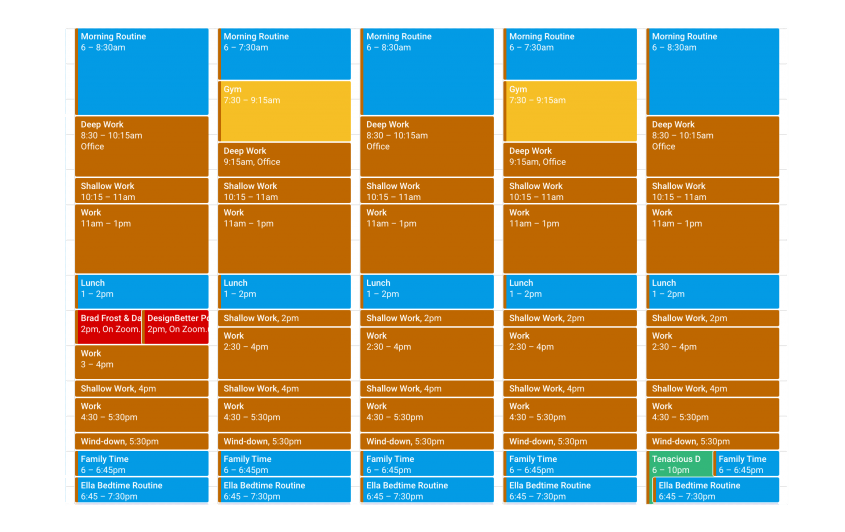 Morning Routine
6 – 8:30am
Deep Work
8:30 – 10:15am
Office
Shallow Work
10:15 – 11am
Work
11am – 1pm
Lunch
1 – 2pm
Brad Frost & Da
2pm, On Zoom.
DesignBetter Po
2pm, On Zoom.
Work
3 – 4pm
Shallow Work, 4pm
Work
4:30 – 5:30pm
Wind-down, 5:30pm
Family Time
6 – 6:45pm
Ella Bedtime Routine
6:45 – 7:30pm
Morning Routine
6 – 7:30am
Gym
7:30 – 9:15am
Deep Work
9:15am, Office
Shallow Work
10:15 – 11am
Work
11am – 1pm
Lunch
1 – 2pm
Shallow Work, 2pm
Work
2:30 – 4pm
Shallow Work, 4pm
Work
4:30 – 5:30pm
Wind-down, 5:30pm
Family Time
6 – 6:45pm
Ella Bedtime Routine
6:45 – 7:30pm
Morning Routine
6 – 8:30am
Deep Work
8:30 – 10:15am
Office
Shallow Work
10:15 – 11am
Work
11am – 1pm
Lunch
1 – 2pm
Shallow Work, 2pm
Work
2:30 – 4pm
Shallow Work, 4pm
Work
4:30 – 5:30pm
Wind-down, 5:30pm
Family Time
6 – 6:45pm
Ella Bedtime Routine
6:45 – 7:30pm
Morning Routine
6 – 7:30am
Gym
7:30 – 9:15am
Deep Work
9:15am, Office
Shallow Work
10:15 – 11am
Work
11am – 1pm
Lunch
1 – 2pm
Shallow Work, 2pm
Work
2:30 – 4pm
Shallow Work, 4pm
Work
4:30 – 5:30pm
Wind-down, 5:30pm
Family Time
6 – 6:45pm
Ella Bedtime Routine
6:45 – 7:30pm
Morning Routine
6 – 8:30am
Deep Work
8:30 – 10:15am
Office
Shallow Work
10:15 – 11am
Work
11am – 1pm
Lunch
1 – 2pm
Shallow Work, 2pm
Work
2:30 – 4pm
Shallow Work, 4pm
Work
4:30 – 5:30pm
Wind-down, 5:30pm
Tenacious D
6 – 10pm
Family Time
6 – 6:45pm
Ella Bedtime Routine
6:45 – 7:30pm